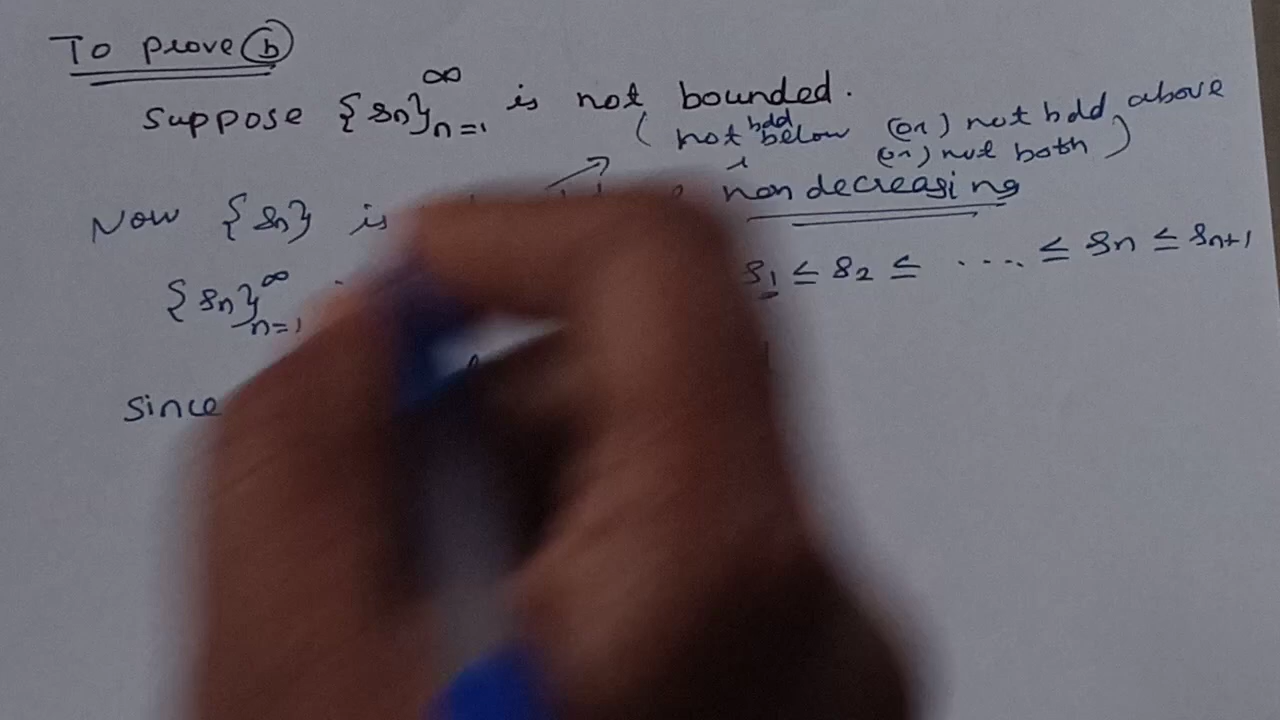 To prove (b)
Suppose {sn}∞n=1 is not bounded.
( not bdd below (or) not bdd above
(or) not both )
Now {sn} is non decreasing
{sn}∞n=1 s1 ≤ s2 ≤ .... ≤ sn ≤ sn+1
Since